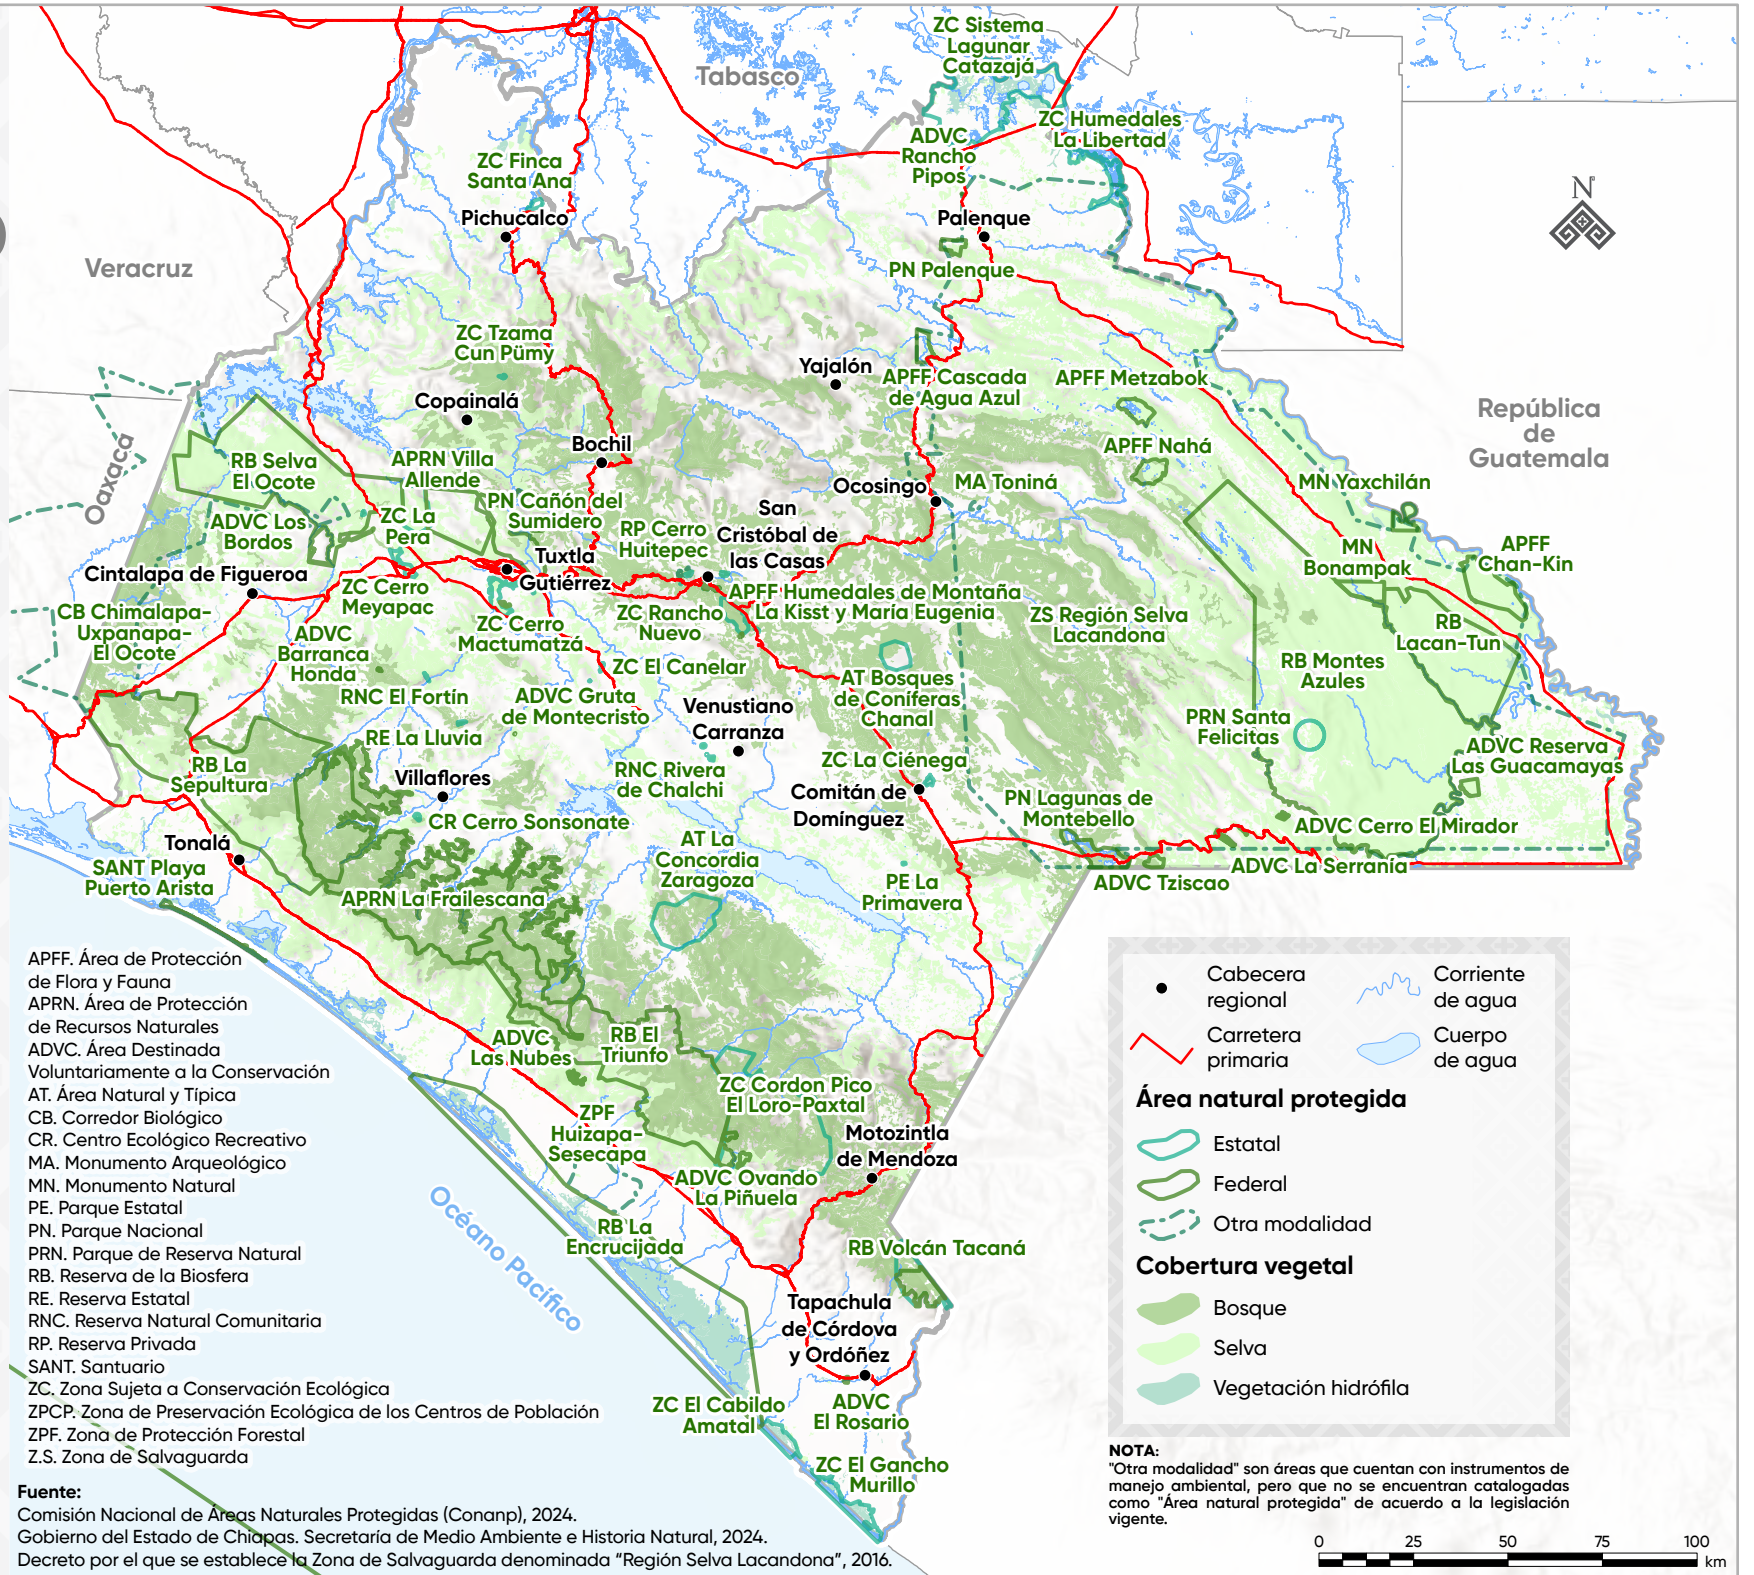 ZC Sistema
Lagunar
Catazajá
Tabasco
ZC Humedales
La Libertad
ADVC
Rancho
Pipos
ZC Finca
Santa Ana
N
Pichucalco
Palenque
Veracruz
PN Palenque
ZC Tzama
Cun Pümy
Yajalón
APFF Cascada
de Agua Azul
APFF Metzabok
Copainalá
República
de
Guatemala
Oaxaca
Bochil
APFF Nahá
RB Selva
El Ocote
APRN Villa
Allende
Ocosingo
MA Toniná
MN Yaxchilán
PN Cañón del
Sumidero
San
Cristóbal de
las Casas
ADVC Los
Bordos
ZC La
Pera
RP Cerro
Huitepec
MN
Bonampak
APFF
Chan-Kin
Tuxtla
Gutiérrez
Cintalapa de Figueroa
ZC Cerro
Meyapac
APFF Humedales de Montaña
La Kisst y María Eugenia
CB Chimalapa-
Uxpanapa-
El Ocote
ZC Rancho
Nuevo
ZS Región Selva
Lacandona
RB
Lacan-Tun
ZC Cerro
Mactumatzá
ADVC
Barranca
Honda
ZC El Canelar
RB Montes
Azules
RNC El Fortín
ADVC Gruta
de Montecristo
AT Bosques
de Coníferas
Chanal
Venustiano
Carranza
PRN Santa
Felicitas
RE La Lluvia
ADVC Reserva
Las Guacamayas
RB La
Sepultura
Villaflores
RNC Rivera
de Chalchi
ZC La Ciénega
Comitán de
Domínguez
PN Lagunas de
Montebello
CR Cerro Sonsonate
ADVC Cerro El Mirador
Tonalá
AT La
Concordia
Zaragoza
SANT Playa
Puerto Arista
ADVC La Serranía
PE La
Primavera
ADVC Tziscao
APRN La Frailescana
ADVC
Las Nubes
RB El
Triunfo
ZC Cordon Pico
El Loro-Paxtal
ZPF
Huizapa-
Sesecapa
Motozintla
de Mendoza
ADVC Ovando
La Piñuela
Océano Pacífico
RB La
Encrucijada
RB Volcán Tacaná
Tapachula
de Córdova
y Ordóñez
ZC El Cabildo
Amatal
ADVC
El Rosario
ZC El Gancho
Murillo
APFF. Área de Protección
de Flora y Fauna
APRN. Área de Protección
de Recursos Naturales
ADVC. Área Destinada
Voluntariamente a la Conservación
AT. Área Natural y Típica
CB. Corredor Biológico
CR. Centro Ecológico Recreativo
MA. Monumento Arqueológico
MN. Monumento Natural
PE. Parque Estatal
PN. Parque Nacional
PRN. Parque de Reserva Natural
RB. Reserva de la Biosfera
RE. Reserva Estatal
RNC. Reserva Natural Comunitaria
RP. Reserva Privada
SANT. Santuario
ZC. Zona Sujeta a Conservación Ecológica
ZPCP. Zona de Preservación Ecológica de los Centros de Población
ZPF. Zona de Protección Forestal
Z.S. Zona de Salvaguarda
Fuente:
Comisión Nacional de Áreas Naturales Protegidas (Conanp), 2024.
Gobierno del Estado de Chiapas. Secretaría de Medio Ambiente e Historia Natural, 2024.
Decreto por el que se establece la Zona de Salvaguarda denominada “Región Selva Lacandona”, 2016.
Cabecera
regional
Corriente
de agua
Carretera
primaria
Cuerpo
de agua
Área natural protegida
Estatal
Federal
Otra modalidad
Cobertura vegetal
Bosque
Selva
Vegetación hidrófila
NOTA:
"Otra modalidad" son áreas que cuentan con instrumentos de
manejo ambiental, pero que no se encuentran catalogadas
como "Área natural protegida" de acuerdo a la legislación
vigente.
0 25 50 75 100
km